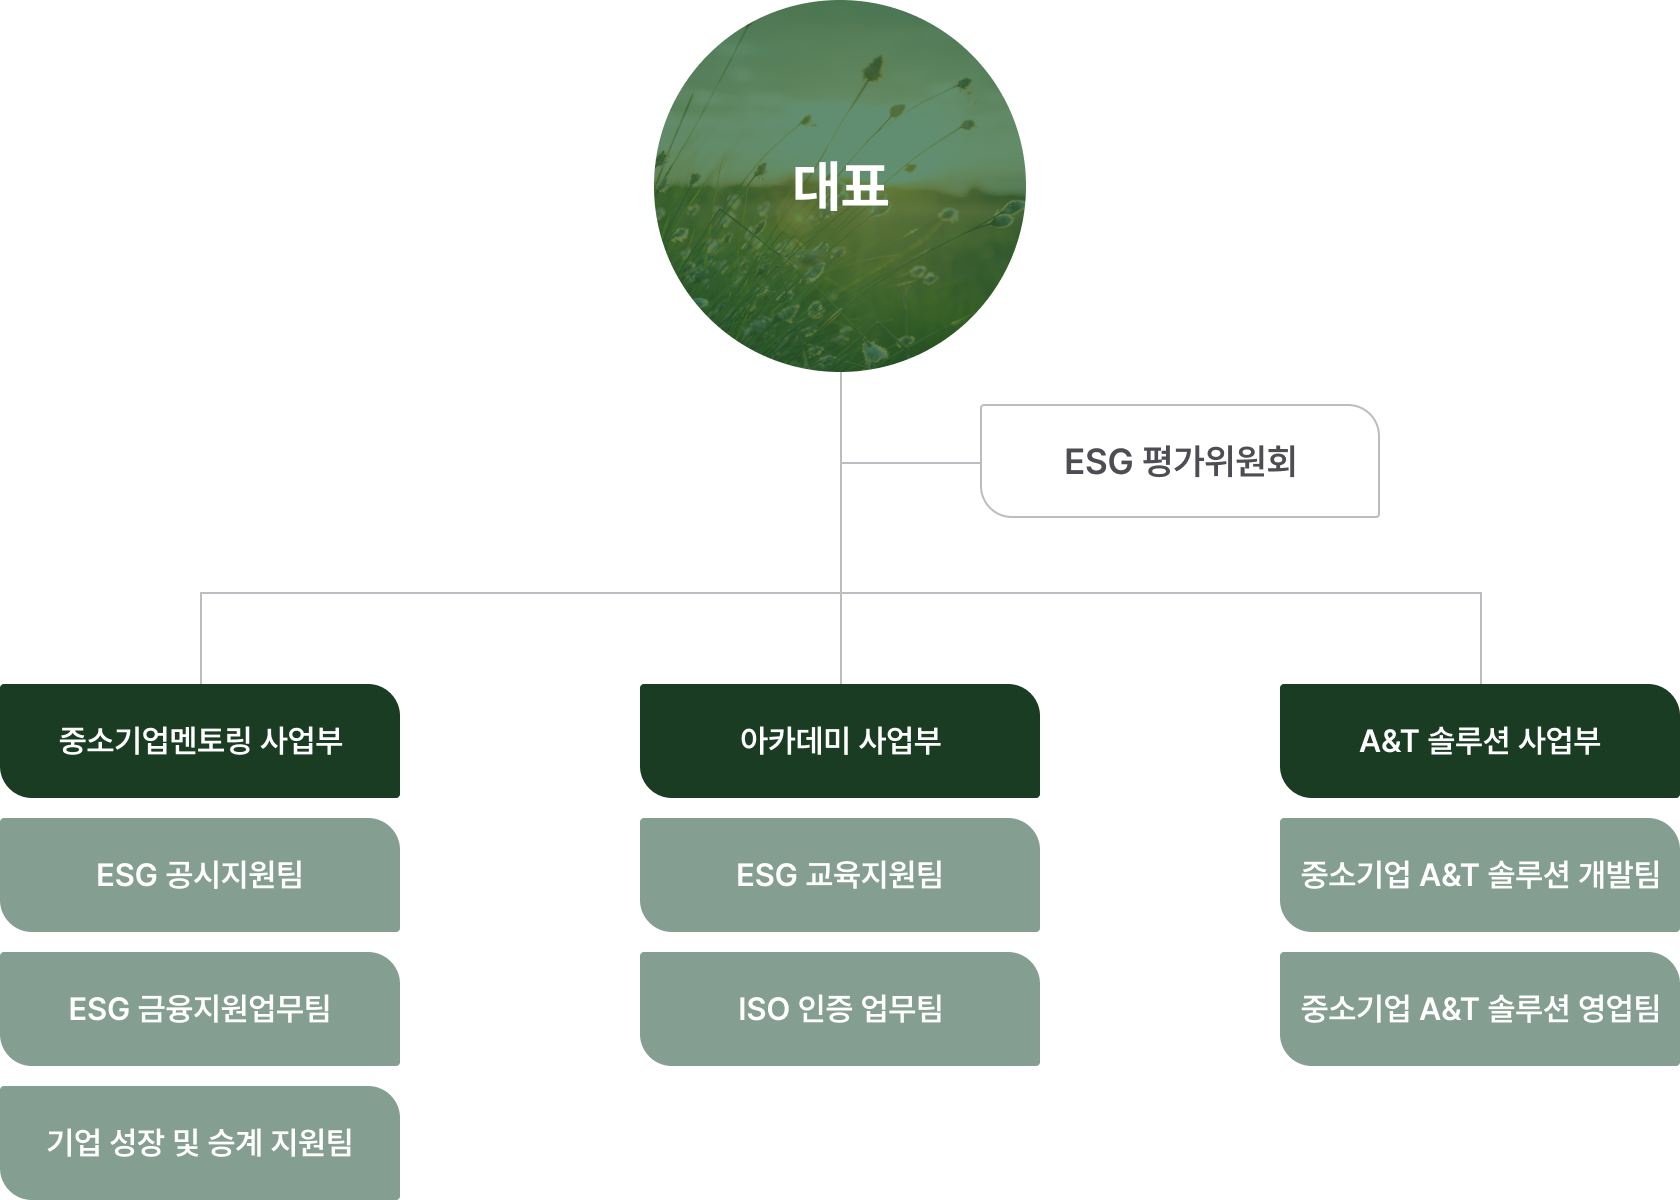 대표
ESG 평가위원회
중소기업멘토링 사업부
ESG 공시지원팀
ESG 금융지원업무팀
기업 성장 및 승계 지원팀
아카데미 사업부
ESG 교육지원팀
ISO 인증 업무팀
A&T 솔루션 사업부
중소기업 A&T 솔루션 개발팀
중소기업 A&T 솔루션 영업팀